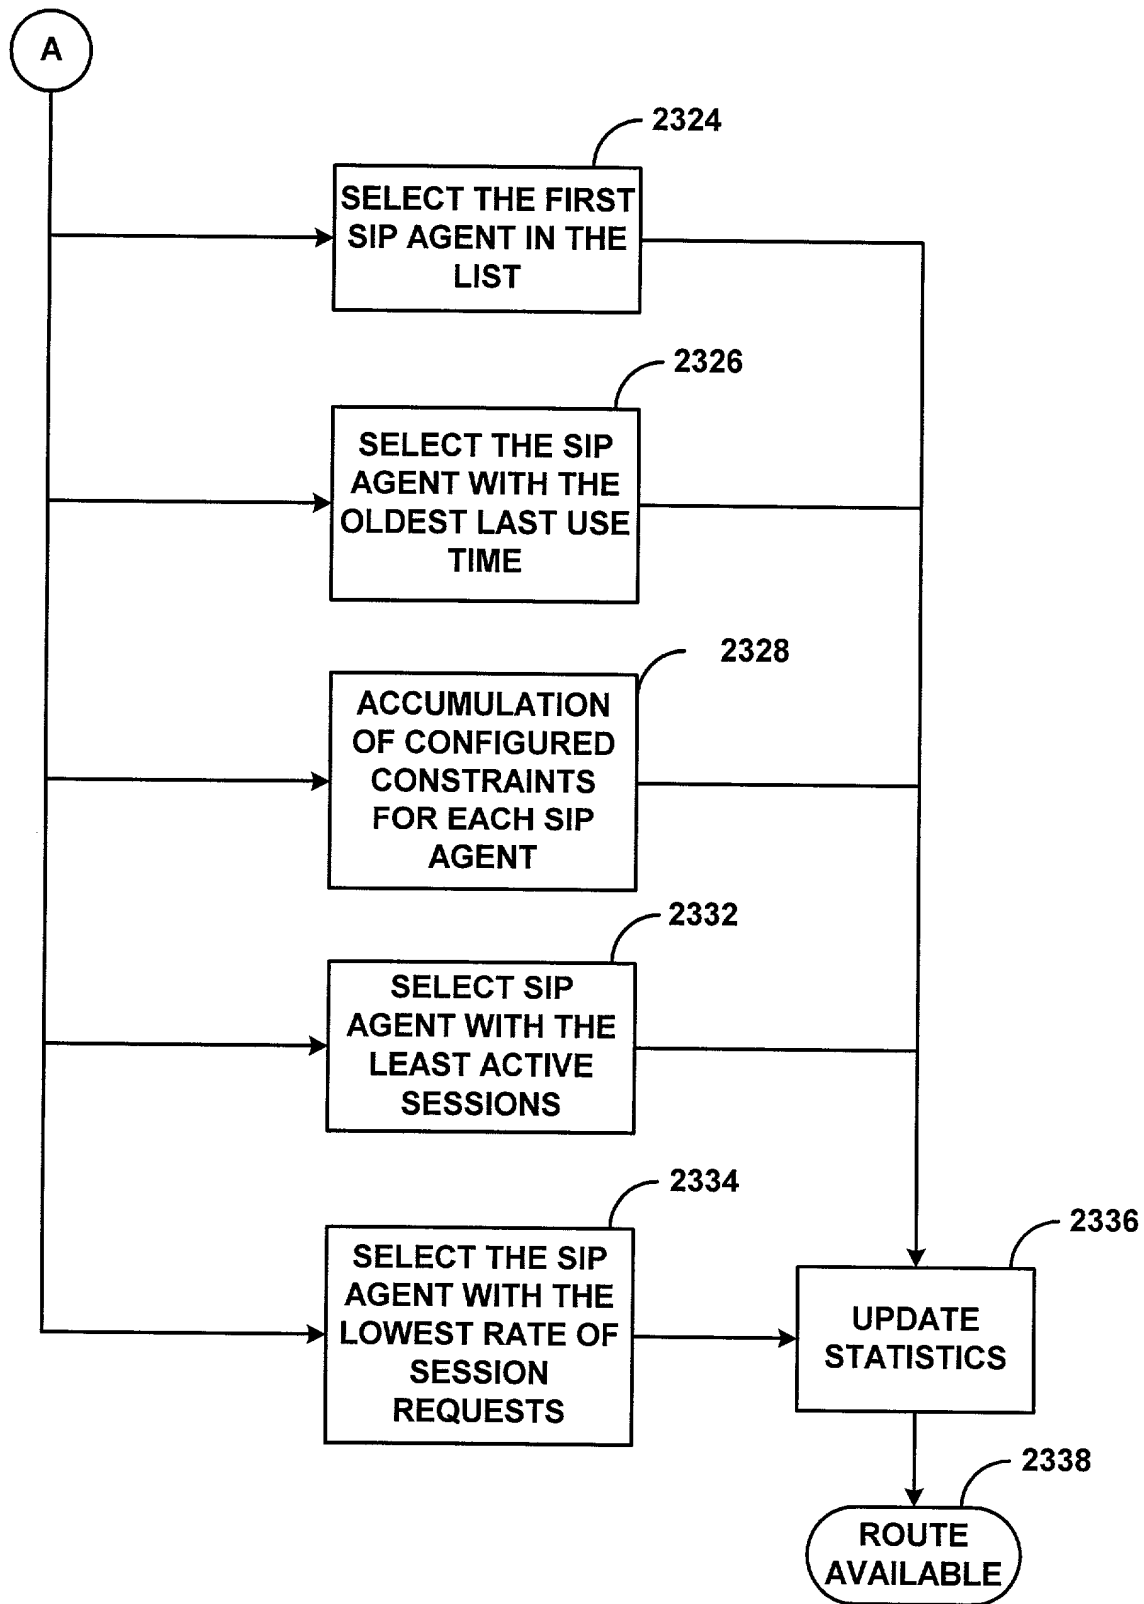 A
2324
SELECT THE FIRST
SIP AGENT IN THE
LIST
2326
SELECT THE SIP
AGENT WITH THE
OLDEST LAST USE
TIME
2328
ACCUMULATION
OF CONFIGURED
CONSTRAINTS
FOR EACH SIP
AGENT
2332
SELECT SIP
AGENT WITH THE
LEAST ACTIVE
SESSIONS
2334
SELECT THE SIP
AGENT WITH THE
LOWEST RATE OF
SESSION
REQUESTS
2336
UPDATE
STATISTICS
2338
ROUTE
AVAILABLE